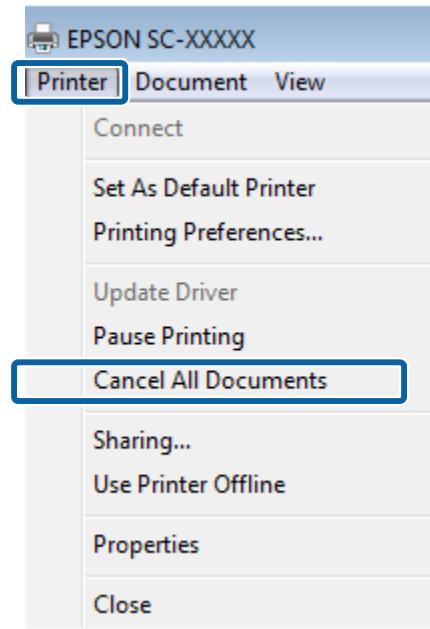 EPSON SC-XXXXX
Printer Document View
Connect
Set As Default Printer
Printing Preferences...
Update Driver
Pause Printing
Cancel All Documents
Sharing...
Use Printer Offline
Properties
Close